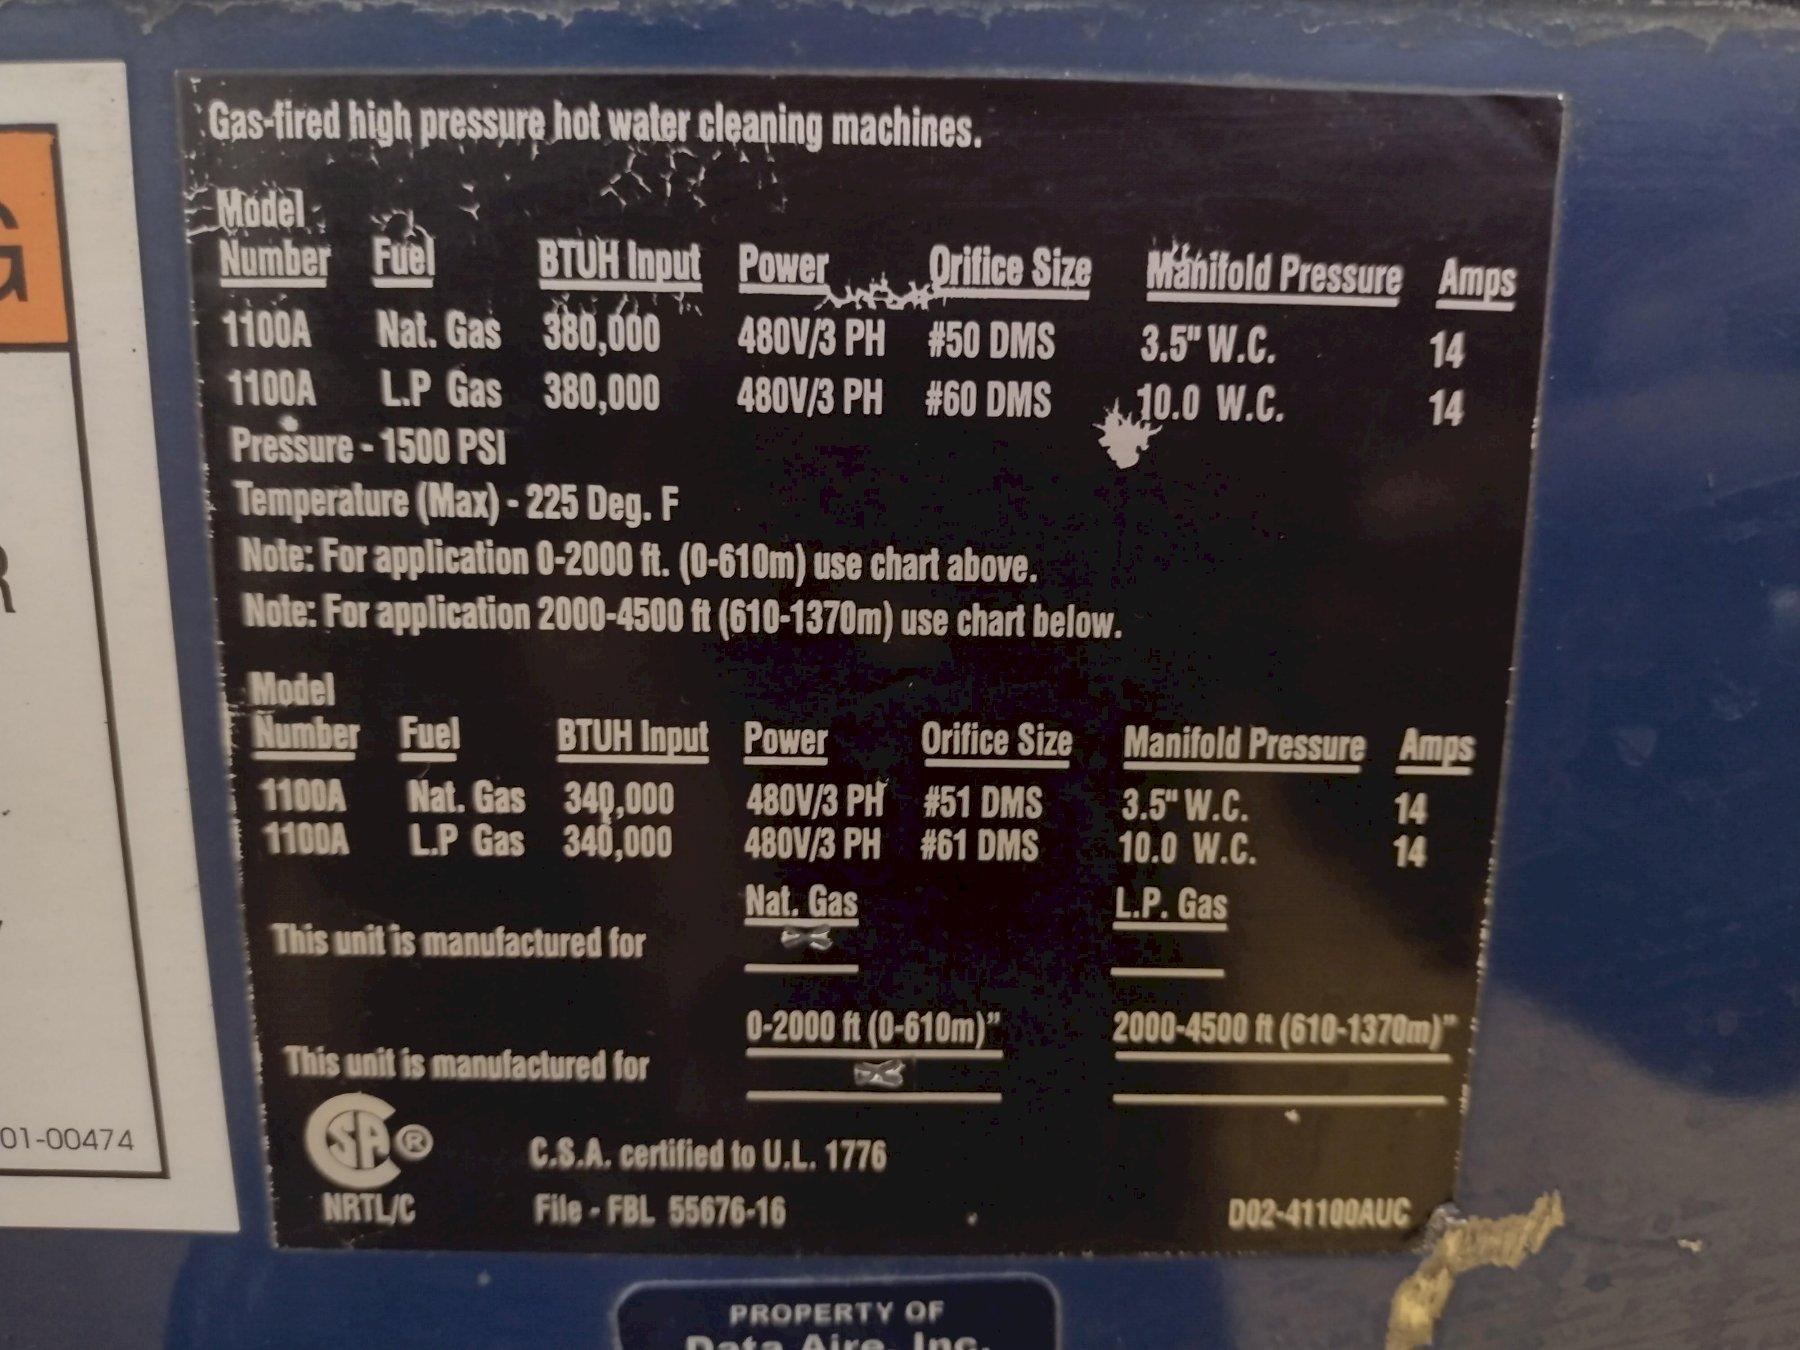 Gas-fired high pressure hot water cleaning machines.
Model
Number Fuel BTUH Input Power Orifice Size Manifold Pressure Amps
1100A Nat. Gas 380,000 480V/3 PH #50 DMS 3.5" W.C. 14
1100A L.P Gas 380,000 480V/3 PH #60 DMS 10.0 W.C. 14
Pressure - 1500 PSI
Temperature (Max) - 225 Deg. F
Note: For application 0-2000 ft. (0-610m) use chart above.
Note: For application 2000-4500 ft (610-1370m) use chart below.
Model
Number Fuel BTUH Input Power Orifice Size Manifold Pressure Amps
1100A Nat. Gas 340,000 480V/3 PH #51 DMS 3.5" W.C. 14
1100A L.P Gas 340,000 480V/3 PH #61 DMS 10.0 W.C. 14
Nat. Gas L.P. Gas
This unit is manufactured for X
0-2000 ft (0-610m)" 2000-4500 ft (610-1370m)"
This unit is manufactured for X
CSA ® C.S.A. certified to U.L. 1776
NRTL/C File - FBL 55676-16 D02-41100AUC
G
R
01-00474
PROPERTY OF
Data Aire, Inc.